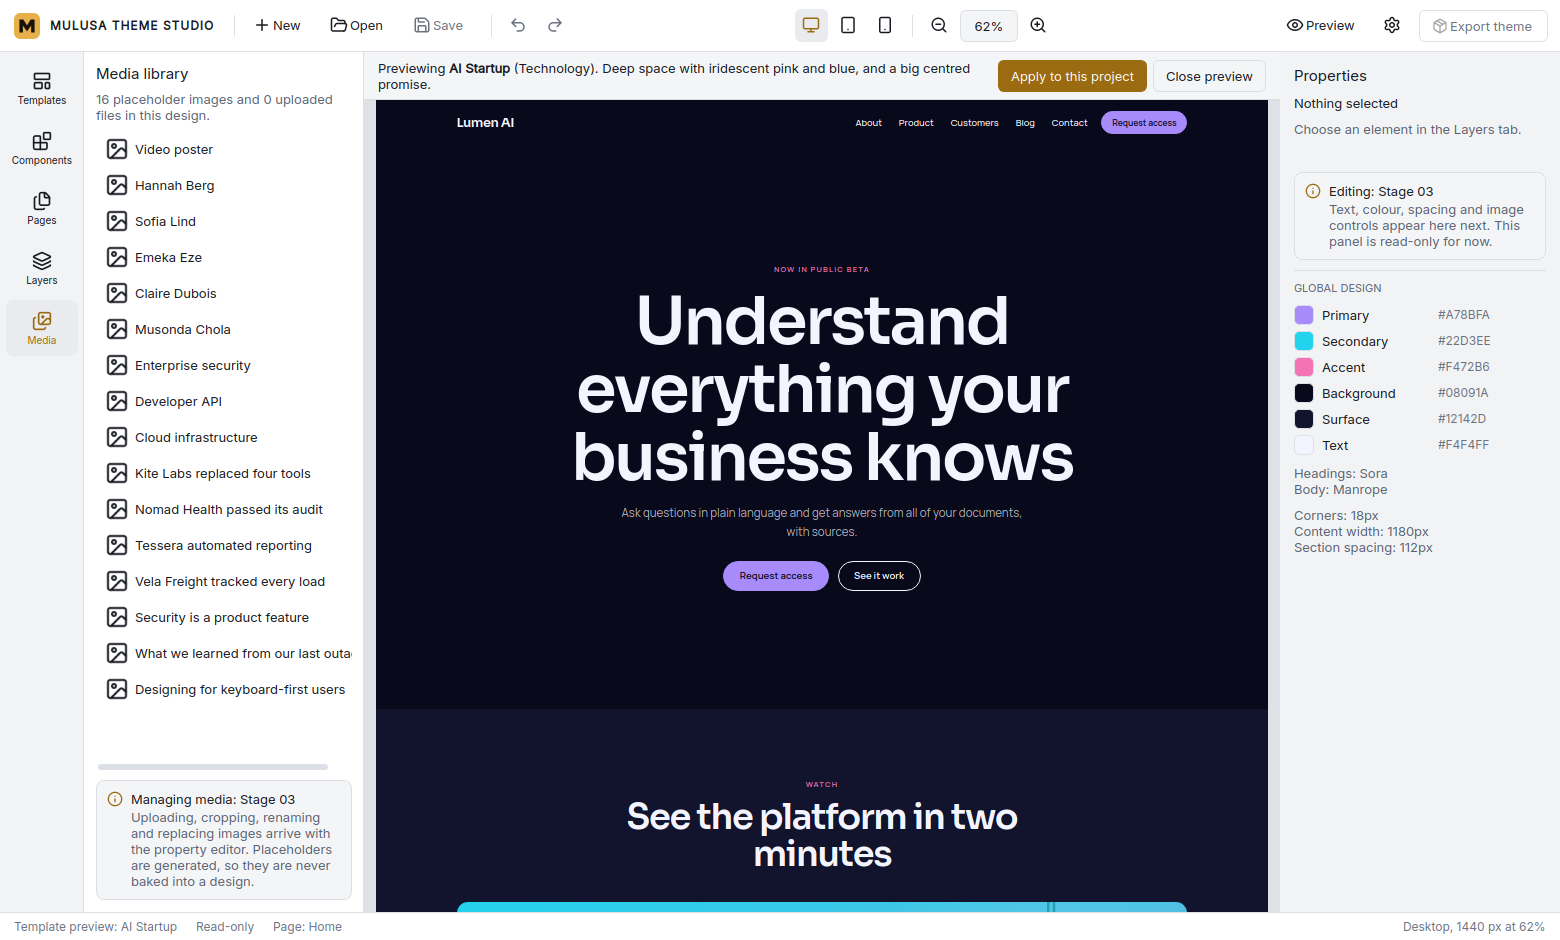 MULUSA THEME STUDIO
New
Open
Save
62%
Preview
Export theme
Templates
Components
Pages
Layers
Media
Media library
16 placeholder images and 0 uploaded
files in this design.
Video poster
Hannah Berg
Sofia Lind
Emeka Eze
Claire Dubois
Musonda Chola
Enterprise security
Developer API
Cloud infrastructure
Kite Labs replaced four tools
Nomad Health passed its audit
Tessera automated reporting
Vela Freight tracked every load
Security is a product feature
What we learned from our last
Designing for keyboard-first users
Managing media: Stage 03
Uploading, cropping, renaming
and replacing images arrive with
the property editor. Placeholders
are generated, so they are never
baked into a design.
Previewing AI Startup (Technology). Deep space with iridescent pink and blue, and a big centred
promise.
Apply to this project
Close preview
Lumen AI
About
Product
Customers
Blog
Contact
Request access
NOW IN PUBLIC BETA
Understand
everything your
business knows
Ask questions in plain language and get answers from all of your documents,
with sources.
Request access
See it work
WATCH
See the platform in two
minutes
Properties
Nothing selected
Choose an element in the Layers tab.
Editing: Stage 03
Text, colour, spacing and image
controls appear here next. This
panel is read-only for now.
GLOBAL DESIGN
Primary #A78BFA
Secondary #22D3EE
Accent #F472B6
Background #08091A
Surface #12142D
Text #F4F4FF
Headings: Sora
Body: Manrope
Corners: 18px
Content width: 1180px
Section spacing: 112px
Template preview: AI Startup
Read-only
Page: Home
Desktop, 1440 px at 62%